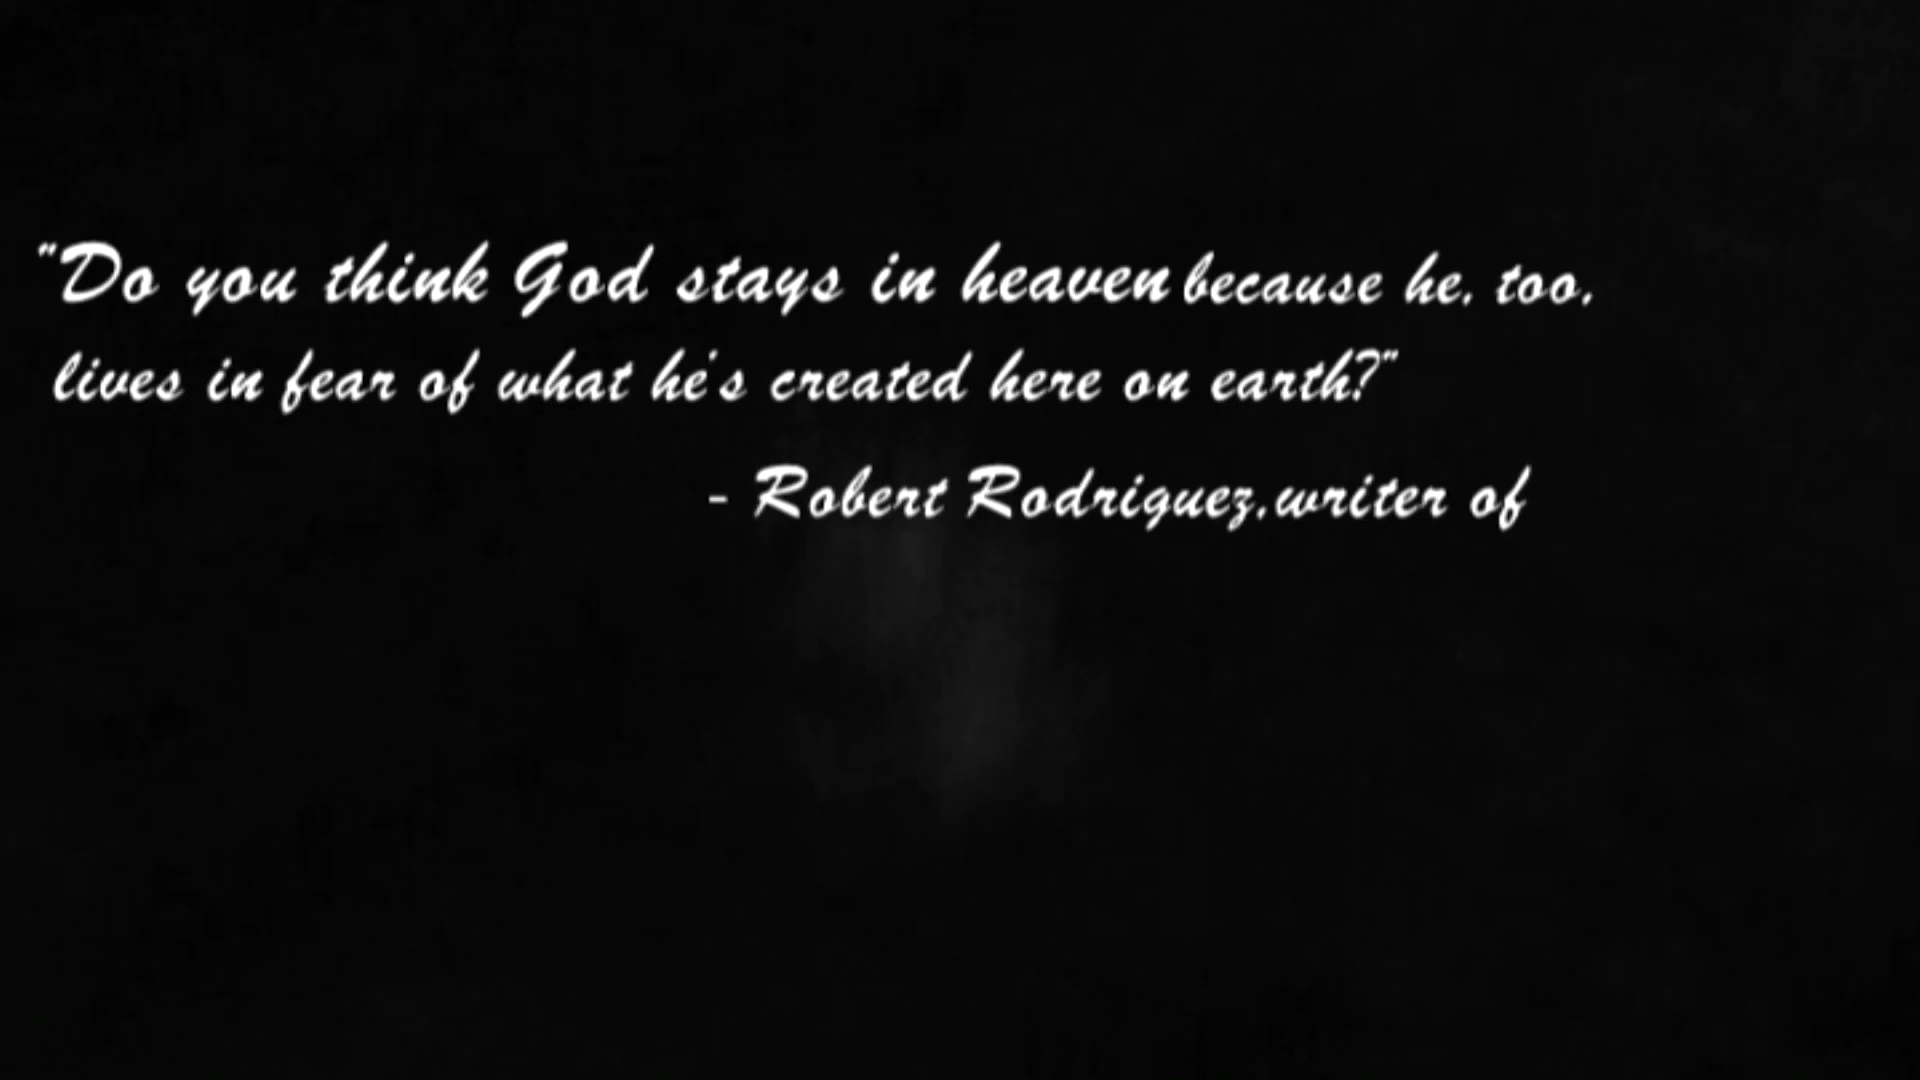 "Do you think God stays in heaven because he, too,
lives in fear of what he's created here on earth?"
- Robert Rodriguez, writer of